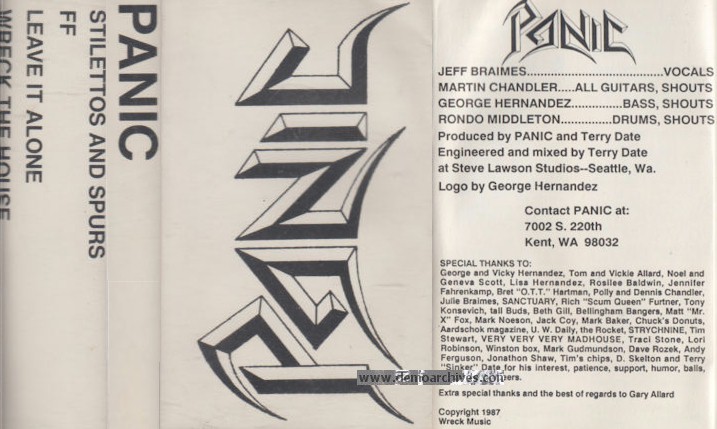 PANIC
STILETTOS AND SPURS
FF
LEAVE IT ALONE
WRECK THE HOUSE
PANIC
PANIC
JEFF BRAIMES......................................VOCALS
MARTIN CHANDLER.....ALL GUITARS, SHOUTS
GEORGE HERNANDEZ..............BASS, SHOUTS
RONDO MIDDLETON.............DRUMS, SHOUTS
Produced by PANIC and Terry Date
Engineered and mixed by Terry Date
at Steve Lawson Studios--Seattle, Wa.
Logo by George Hernandez
Contact PANIC at:
7002 S. 220th
Kent, WA 98032
SPECIAL THANKS TO:
George and Vicky Hernandez, Tom and Vickie Allard, Noel and
Geneva Scott, Lisa Hernandez, Rosilee Baldwin, Jennifer
Fahrenkamp, Bret "O.T.T." Hartman, Polly and Dennis Chandler,
Julie Braimes, SANCTUARY, Rich "Scum Queen" Furtner, Tony
Konsevich, tall Buds, Beth Gill, Bellingham Bangers, Matt "Mr.
X" Fox, Mark Noeson, Jack Coy, Mark Baker, Chuck's Donuts,
Aardschok magazine, U. W. Daily, the Rocket, STRYCHNINE, Tim
Stewart, VERY VERY VERY MADHOUSE, Traci Stone, Lori
Robinson, Winston box, Mark Gudmundson, Dave Rozek, Andy
Ferguson, Jonathon Shaw, Tim's chips, D. Skelton and Terry
"Sinker" Date for his interest, patience, support, humor, balls,
www.demoarchives.com
Extra special thanks and the best of regards to Gary Allard
Copyright 1987
Wreck Music